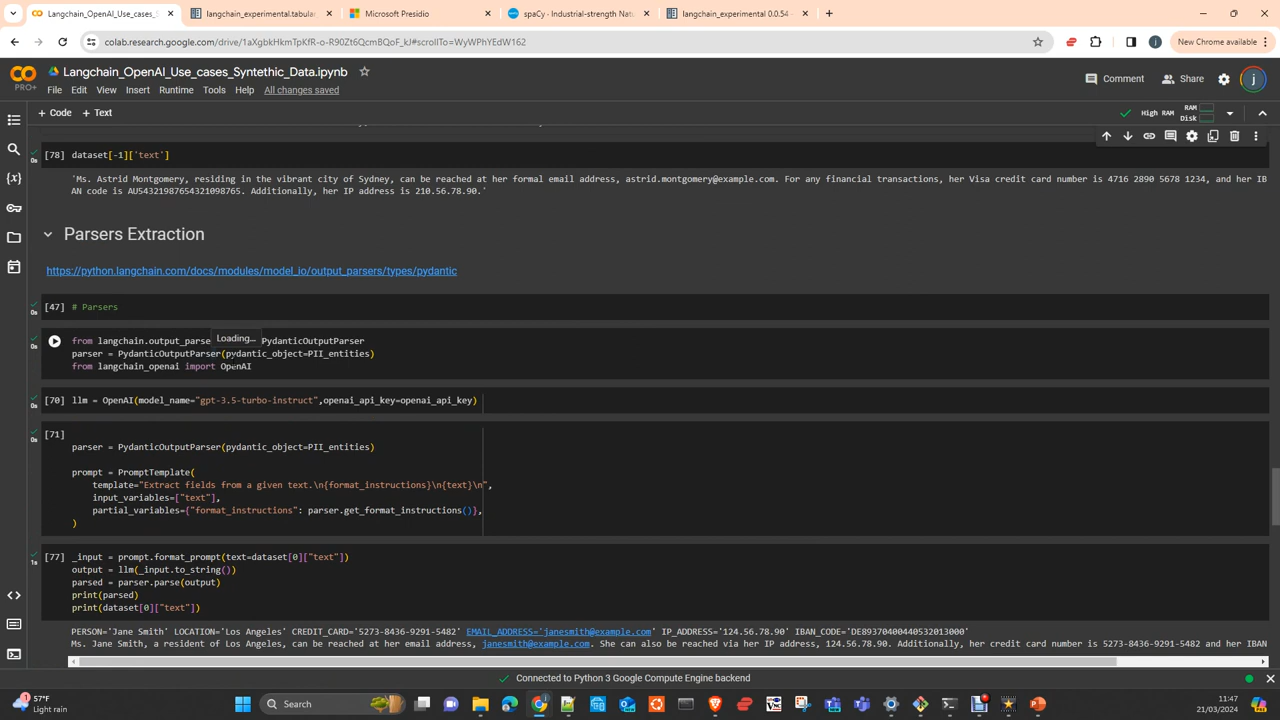 Langchain_OpenAI_Use_cases_S
langchain_experimental.tabular
Microsoft Presidio
spaCy · Industrial-strength Natu
langchain_experimental 0.0.54 –
colab.research.google.com/drive/1aXgbkHkmTpKfR-o-R90Zt6QcmBQoF_kJ#scrollTo=WyWPhYEdW162
New Chrome available
Langchain_OpenAI_Use_cases_Syntethic_Data.ipynb
PRO+
File Edit View Insert Runtime Tools Help All changes saved
Comment Share j
+ Code + Text
High RAM RAM Disk
[78] dataset[-1]['text']
0s
'Ms. Astrid Montgomery, residing in the vibrant city of Sydney, can be reached at her formal email address, astrid.montgomery@example.com. For any financial transactions, her Visa credit card number is 4716 2890 5678 1234, and her IB
AN code is AU54321987654321098765. Additionally, her IP address is 210.56.78.90.'
Parsers Extraction
https://python.langchain.com/docs/modules/model_io/output_parsers/types/pydantic
[47] # Parsers
0s
Loading...
from langchain.output_parse PydanticOutputParser
0s
parser = PydanticOutputParser(pydantic_object=PII_entities)
from langchain_openai import OpenAI
[70] llm = OpenAI(model_name="gpt-3.5-turbo-instruct",openai_api_key=openai_api_key)
0s
[71]
0s
parser = PydanticOutputParser(pydantic_object=PII_entities)
prompt = PromptTemplate(
template="Extract fields from a given text.\n{format_instructions}\n{text}\n",
input_variables=["text"],
partial_variables={"format_instructions": parser.get_format_instructions()},
)
[77] _input = prompt.format_prompt(text=dataset[0]["text"])
1s
output = llm(_input.to_string())
parsed = parser.parse(output)
print(parsed)
print(dataset[0]["text"])
PERSON='Jane Smith' LOCATION='Los Angeles' CREDIT_CARD='5273-8436-9291-5482' EMAIL_ADDRESS='janesmith@example.com' IP_ADDRESS='124.56.78.90' IBAN_CODE='DE89370400440532013000'
Ms. Jane Smith, a resident of Los Angeles, can be reached at her email address, janesmith@example.com. She can also be reached via her IP address, 124.56.78.90. Additionally, her credit card number is 5273-8436-9291-5482 and her IBAN
Connected to Python 3 Google Compute Engine backend
57°F
Light rain
Search
11:47
21/03/2024